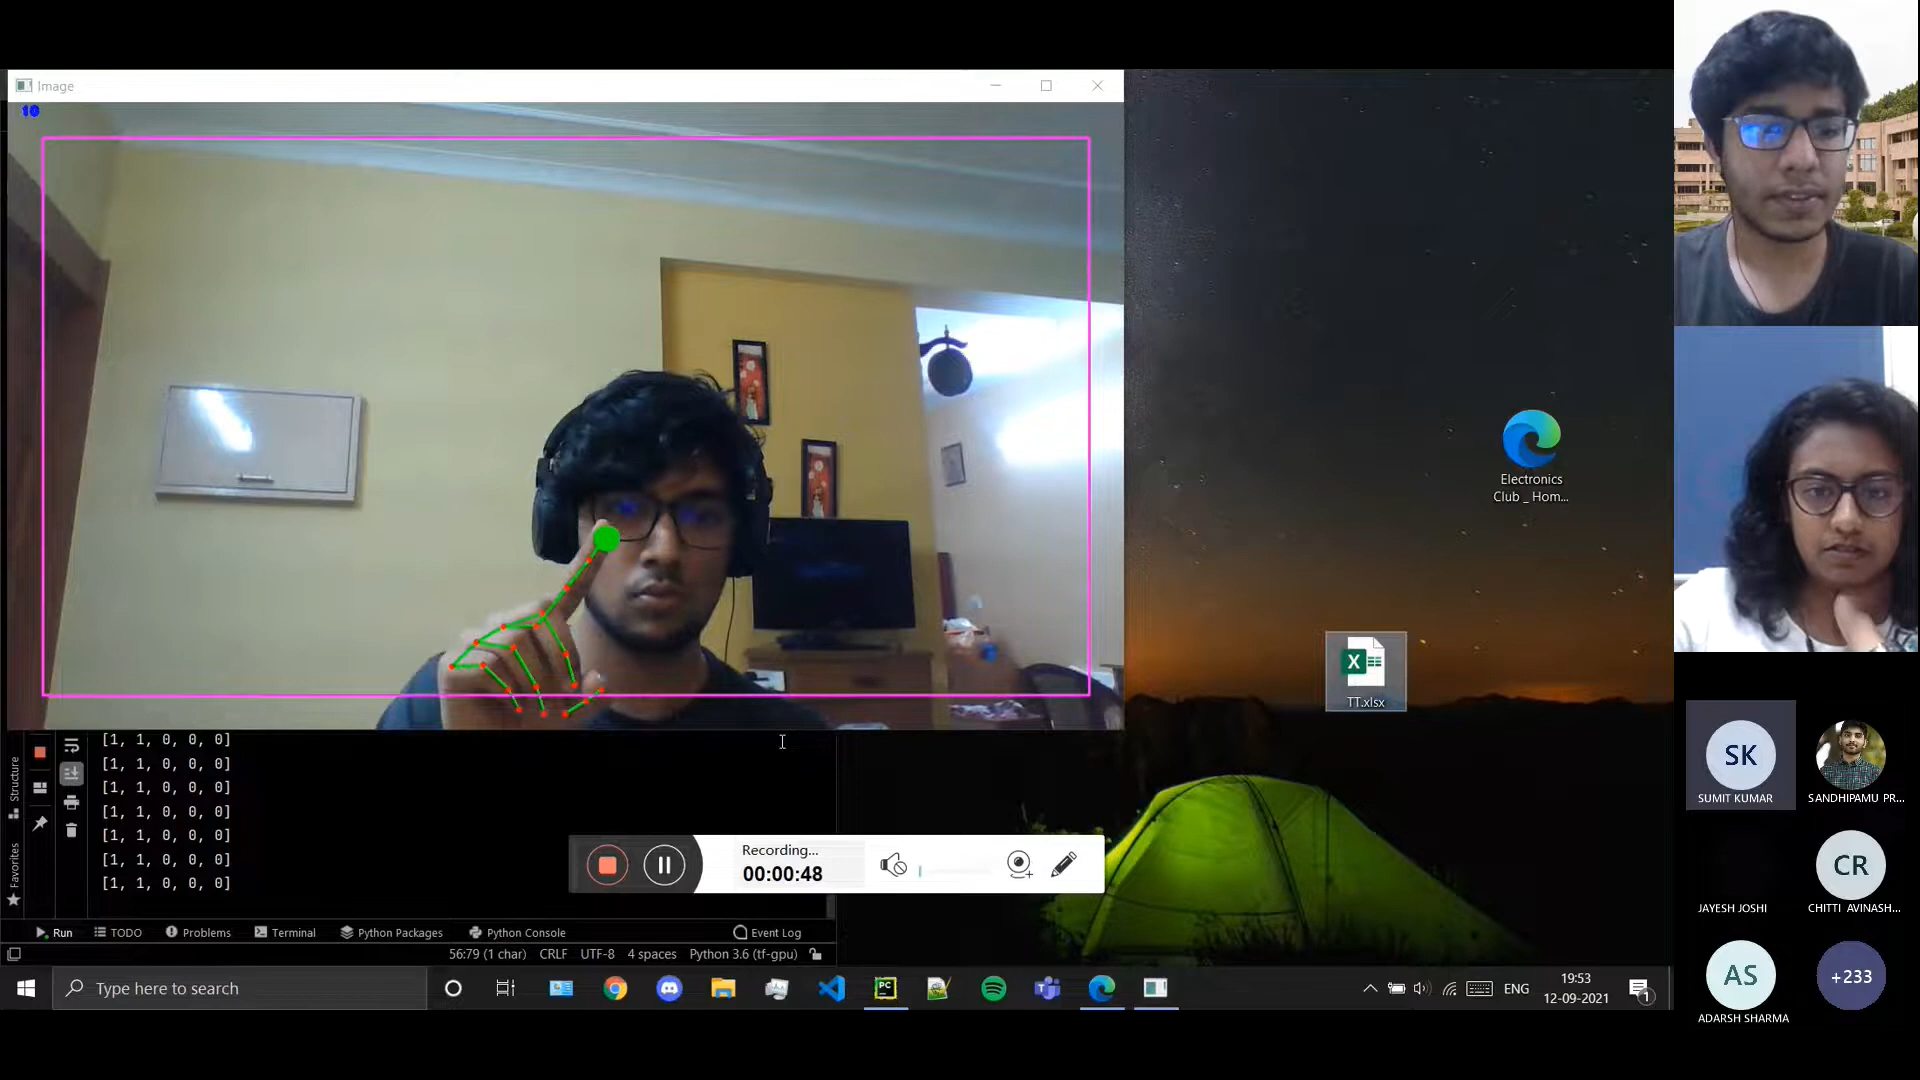 Image
10
Electronics
Club _ Hom...
TT.xlsx
[1, 1, 0, 0, 0]
[1, 1, 0, 0, 0]
[1, 1, 0, 0, 0]
[1, 1, 0, 0, 0]
[1, 1, 0, 0, 0]
[1, 1, 0, 0, 0]
[1, 1, 0, 0, 0]
Structure
Favorites
Recording...
00:00:48
Run
TODO
Problems
Terminal
Python Packages
Python Console
Event Log
56:79 (1 char)
CRLF
UTF-8
4 spaces
Python 3.6 (tf-gpu)
Type here to search
PC
ENG
19:53
12-09-2021
1
SK
SUMIT KUMAR
SANDHIPAMU PR...
JAYESH JOSHI
CR
CHITTI AVINASH...
AS
ADARSH SHARMA
+233